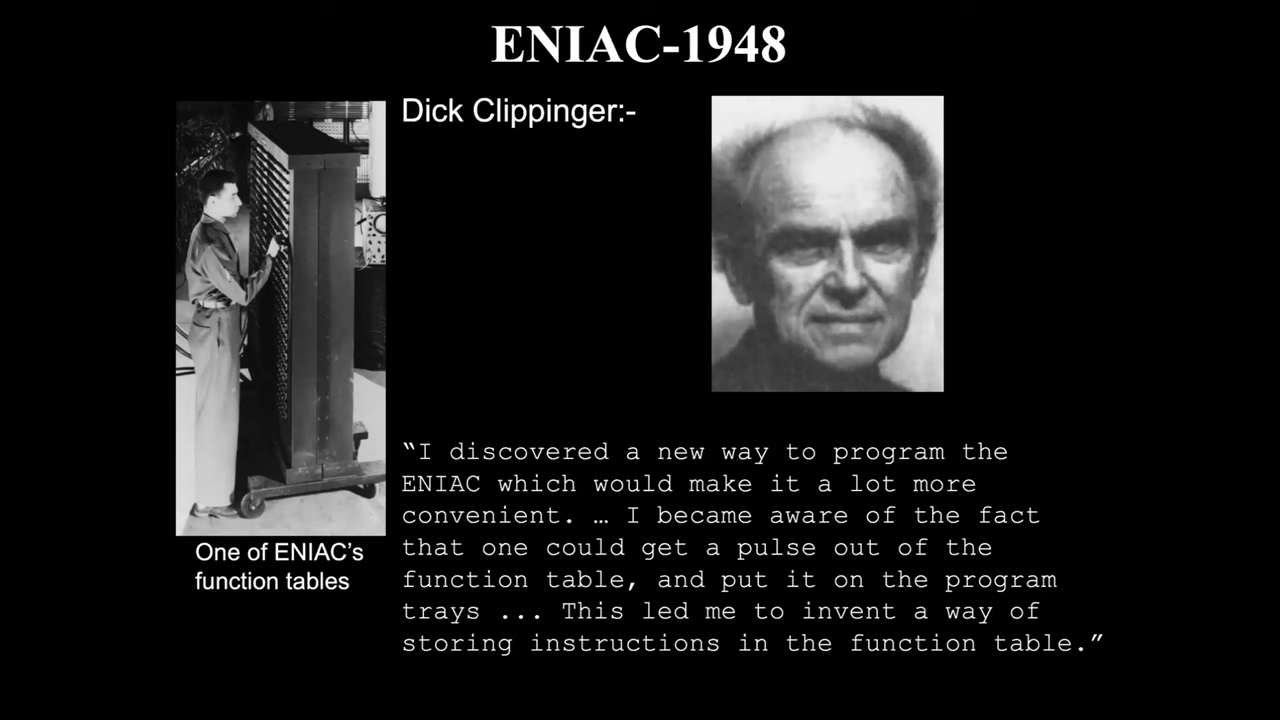 ENIAC-1948
Dick Clippinger:-
One of ENIAC’s
function tables
“I discovered a new way to program the
ENIAC which would make it a lot more
convenient. … I became aware of the fact
that one could get a pulse out of the
function table, and put it on the program
trays ... This led me to invent a way of
storing instructions in the function table.”